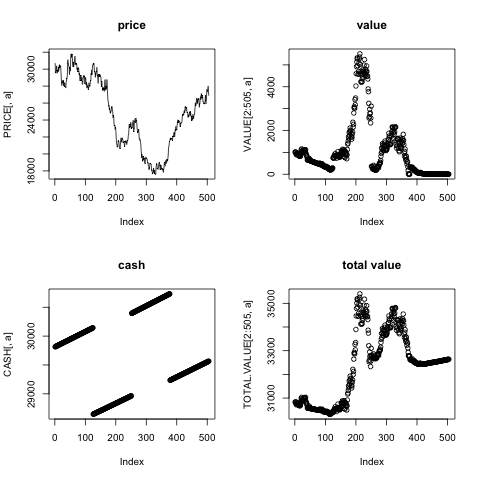 price
PRICE[, a]
18000 24000 30000
0 100 200 300 400 500
Index
value
VALUE[2:505, a]
0 2000 4000
0 100 200 300 400 500
Index
cash
CASH[, a]
29000 30000
0 100 200 300 400 500
Index
total value
TOTAL.VALUE[2:505, a]
31000 33000 35000
0 100 200 300 400 500
Index